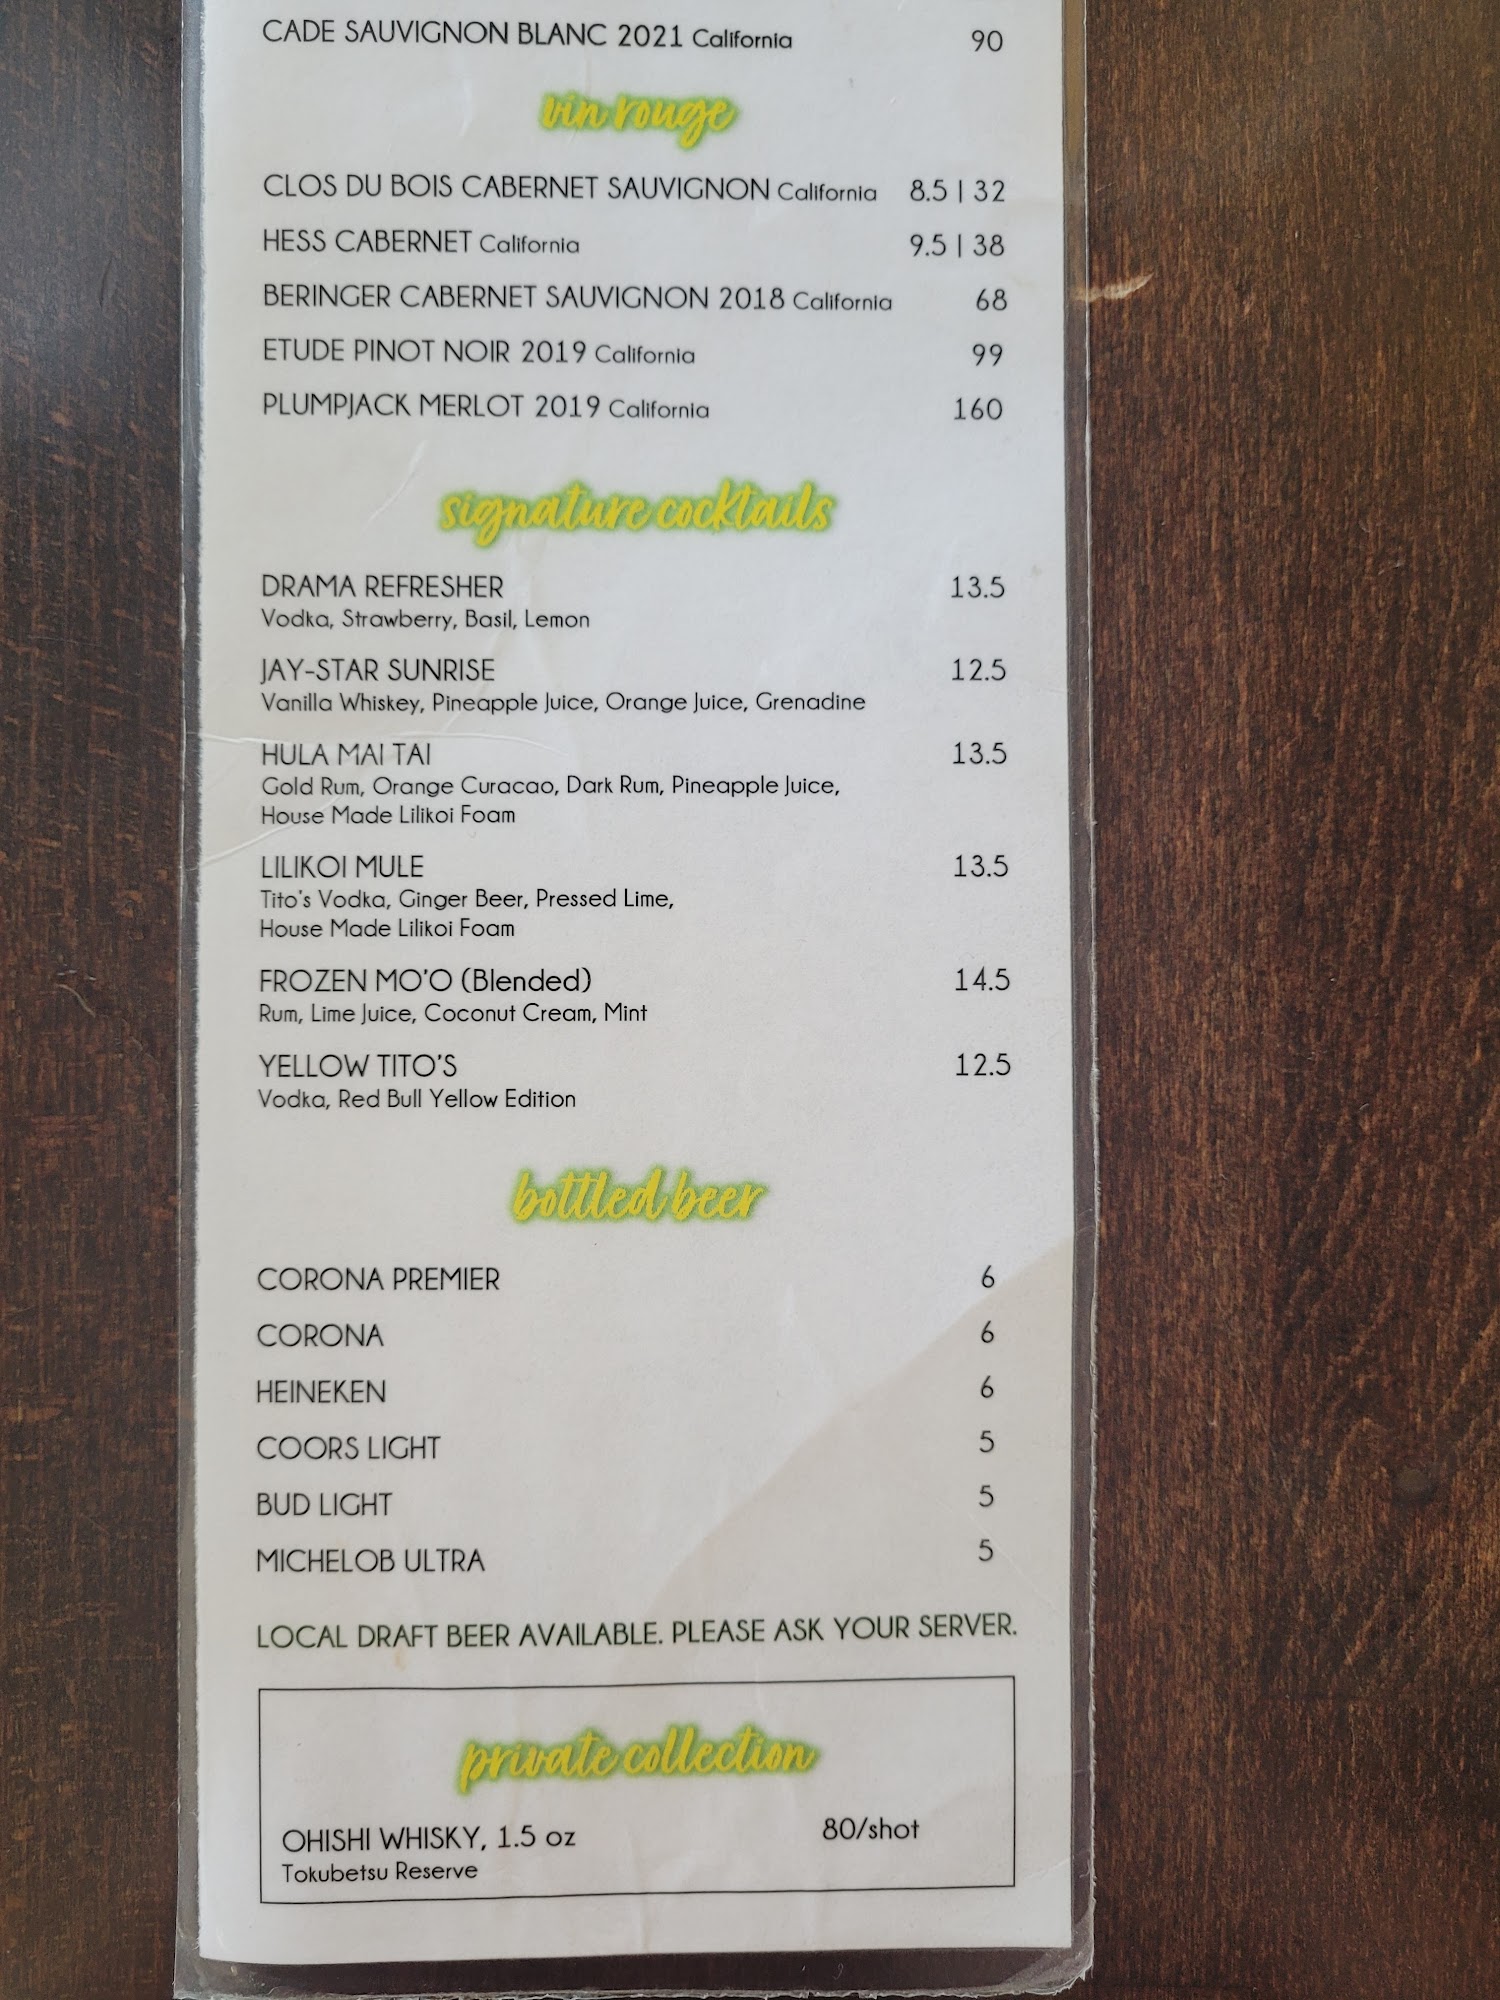 CADE SAUVIGNON BLANC 2021 California 90
vin rouge
CLOS DU BOIS CABERNET SAUVIGNON California 8.5 | 32
HESS CABERNET California 9.5 | 38
BERINGER CABERNET SAUVIGNON 2018 California 68
ETUDE PINOT NOIR 2019 California 99
PLUMPJACK MERLOT 2019 California 160
signature cocktails
DRAMA REFRESHER 13.5
Vodka, Strawberry, Basil, Lemon
JAY-STAR SUNRISE 12.5
Vanilla Whiskey, Pineapple Juice, Orange Juice, Grenadine
HULA MAI TAI 13.5
Gold Rum, Orange Curacao, Dark Rum, Pineapple Juice,
House Made Lilikoi Foam
LILIKOI MULE 13.5
Tito's Vodka, Ginger Beer, Pressed Lime,
House Made Lilikoi Foam
FROZEN MO'O (Blended) 14.5
Rum, Lime Juice, Coconut Cream, Mint
YELLOW TITO'S 12.5
Vodka, Red Bull Yellow Edition
bottled beer
CORONA PREMIER 6
CORONA 6
HEINEKEN 6
COORS LIGHT 5
BUD LIGHT 5
MICHELOB ULTRA 5
LOCAL DRAFT BEER AVAILABLE. PLEASE ASK YOUR SERVER.
private collection
OHISHI WHISKY, 1.5 oz 80/shot
Tokubetsu Reserve